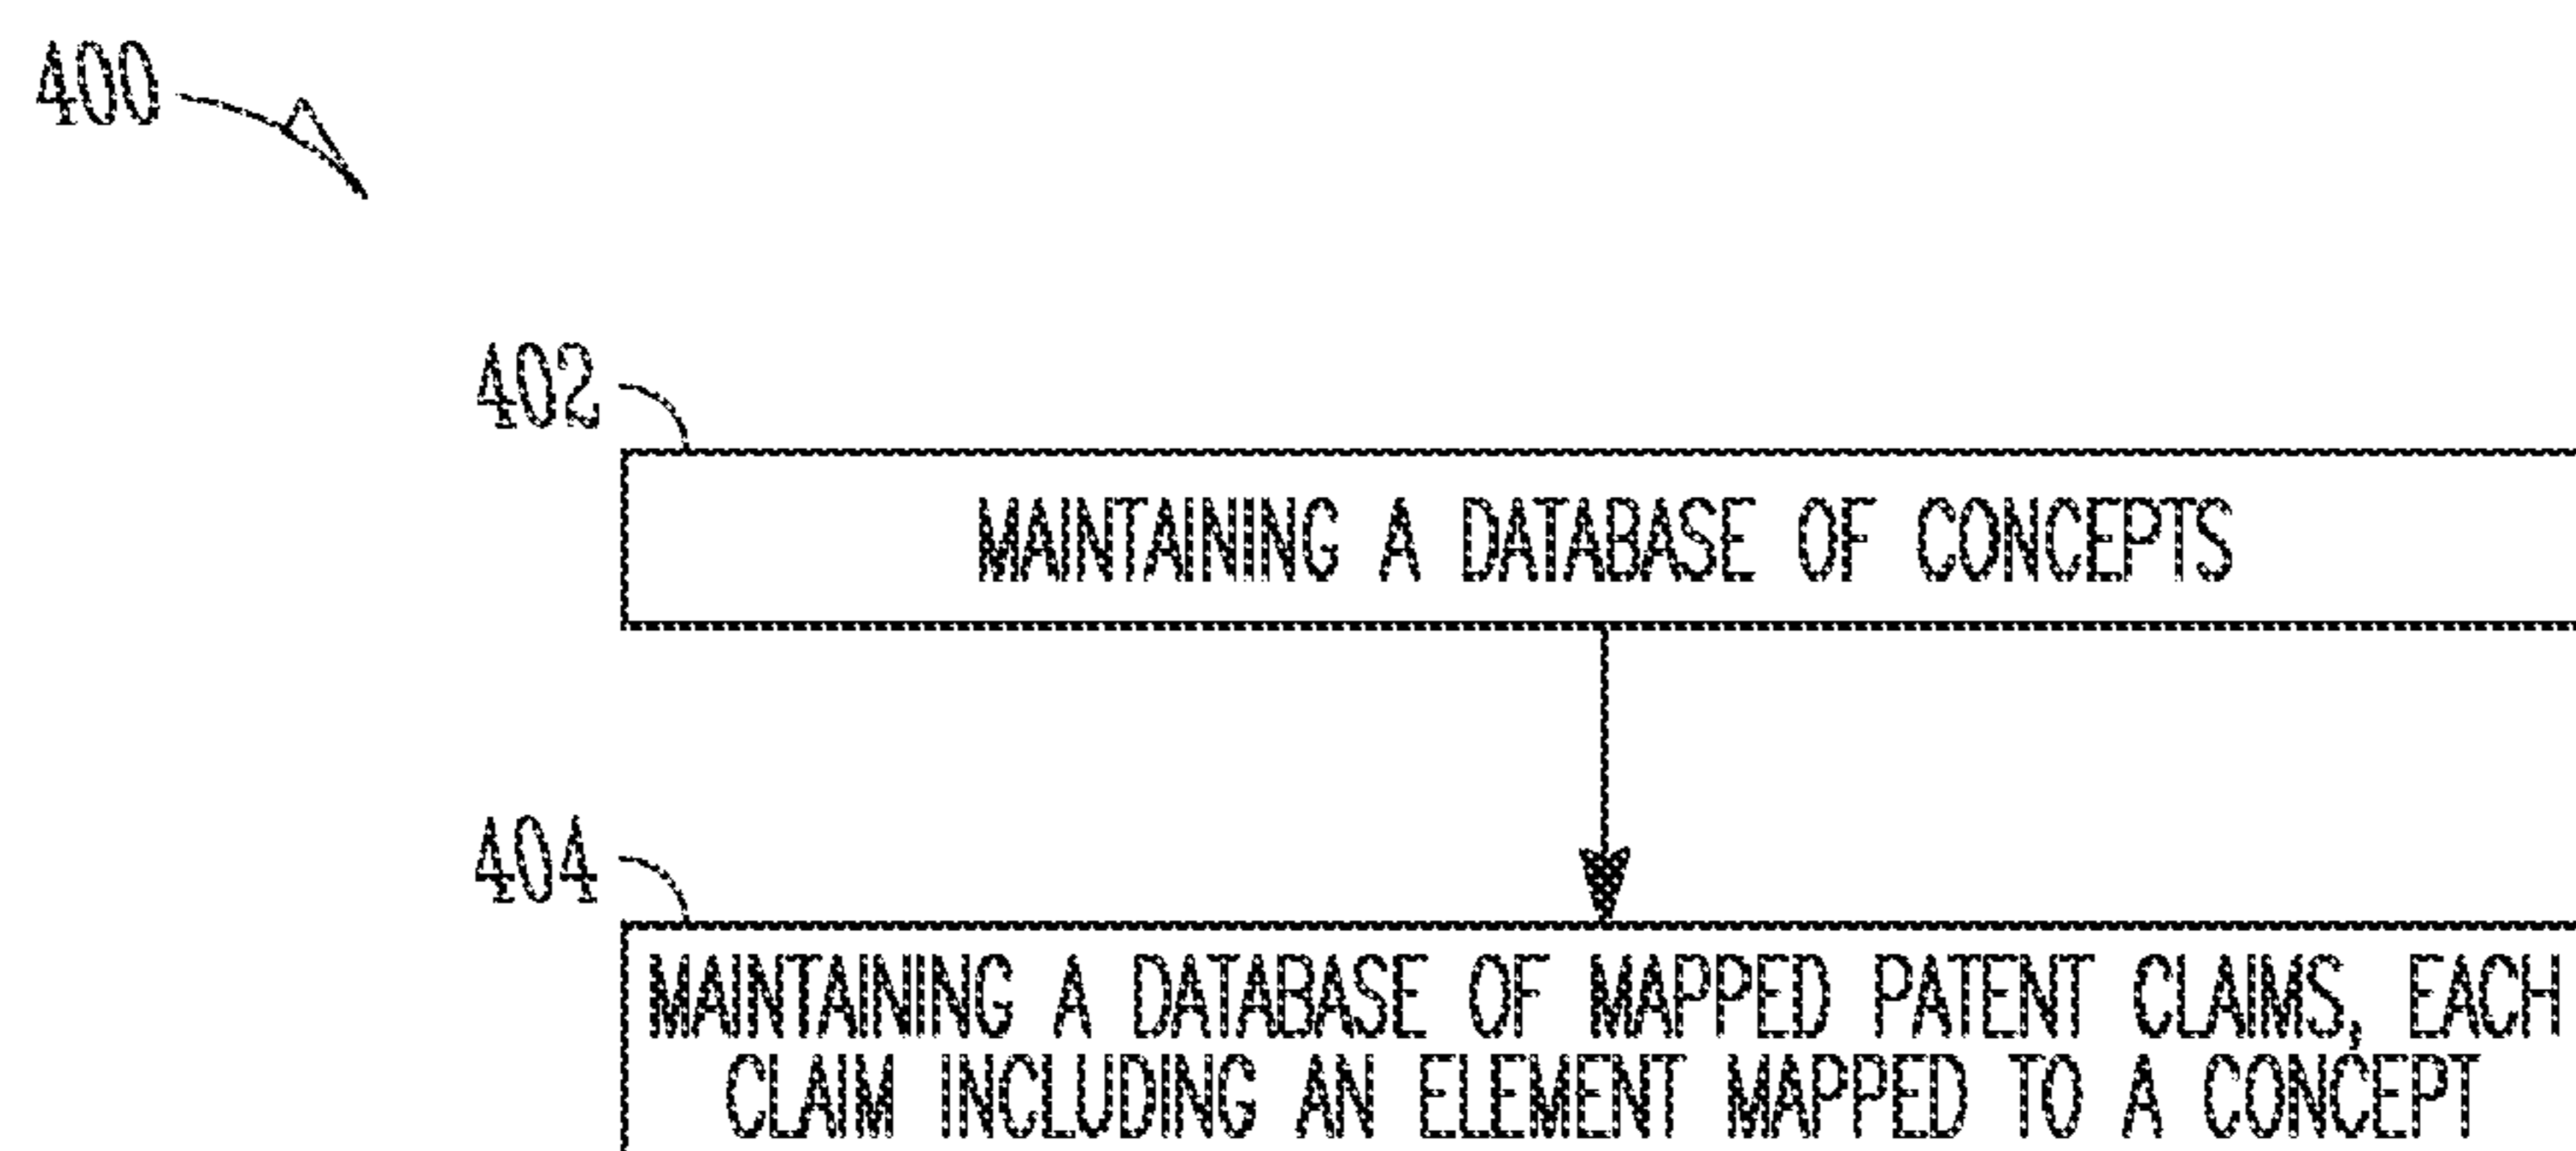 400
402
MAINTAINING A DATABASE OF CONCEPTS
404
MAINTAINING A DATABASE OF MAPPED PATENT CLAIMS, EACH
CLAIM INCLUDING AN ELEMENT MAPPED TO A CONCEPT